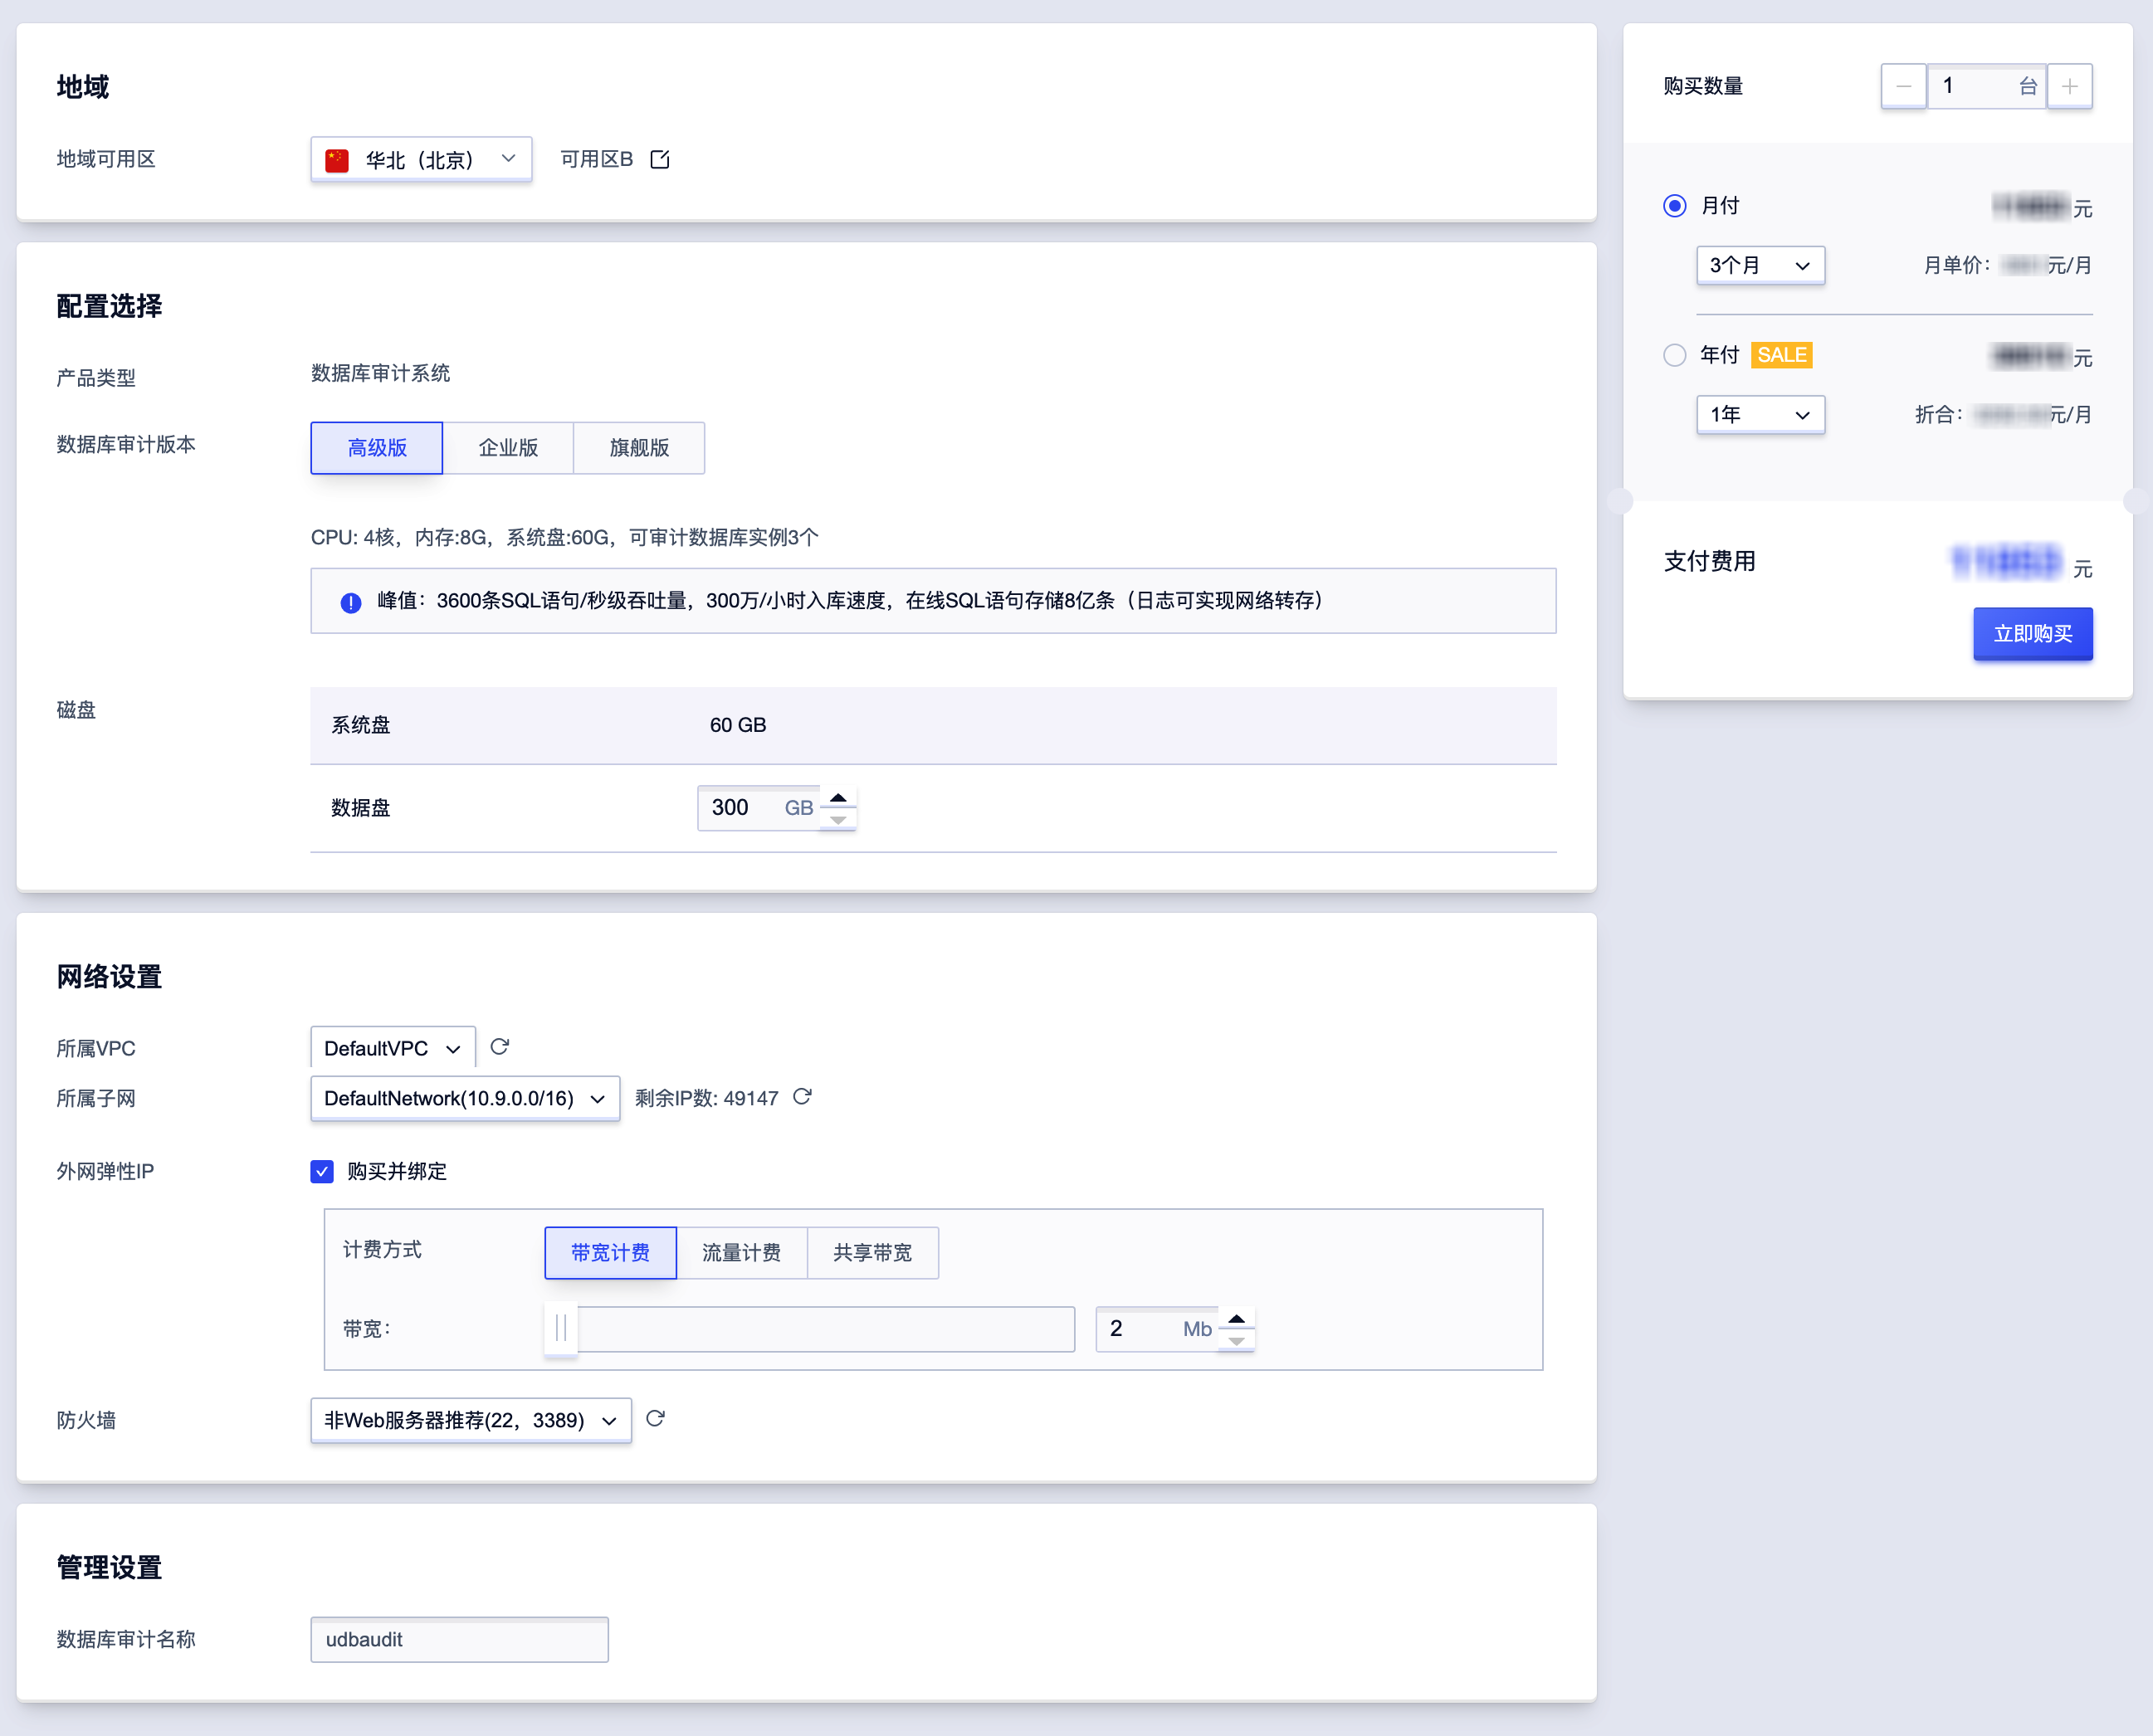 地域
地域可用区
华北（北京）
可用区B
配置选择
产品类型
数据库审计系统
数据库审计版本
高级版
企业版
旗舰版
CPU: 4核，内存:8G，系统盘:60G，可审计数据库实例3个
峰值：3600条SQL语句/秒级吞吐量，300万/小时入库速度，在线SQL语句存储8亿条（日志可实现网络转存）
磁盘
系统盘
60 GB
数据盘
300 GB
网络设置
所属VPC
DefaultVPC
所属子网
DefaultNetwork(10.9.0.0/16)
剩余IP数: 49147
外网弹性IP
购买并绑定
计费方式
带宽计费
流量计费
共享带宽
带宽：
2 Mb
防火墙
非Web服务器推荐(22，3389)
管理设置
数据库审计名称
udbaudit
购买数量
1 台
月付
元
3个月
月单价：
元/月
年付
SALE
元
1年
折合：
元/月
支付费用
元
立即购买